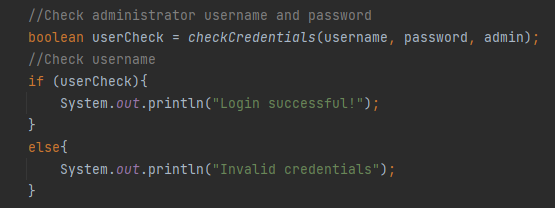 //Check administrator username and password
boolean userCheck = checkCredentials(username, password, admin);
//Check username
if (userCheck){
    System.out.println("Login successful!");
}
else{
    System.out.println("Invalid credentials");
}